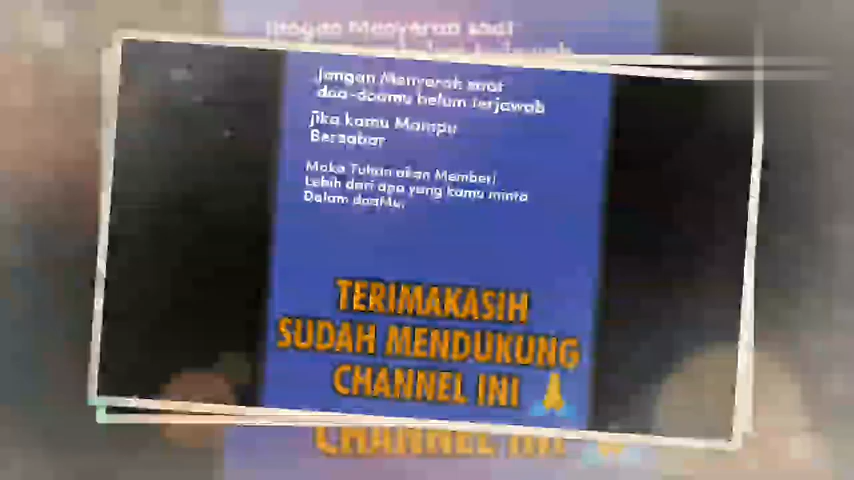 Jangan Menyerah saat
doa-doamu belum terjawab
jika kamu Mampu
Bersabar
Maka Tuhan akan Memberi
Lebih dari apa yang kamu minta
Dalam doaMu.
TERIMAKASIH
SUDAH MENDUKUNG
CHANNEL INI 🙏